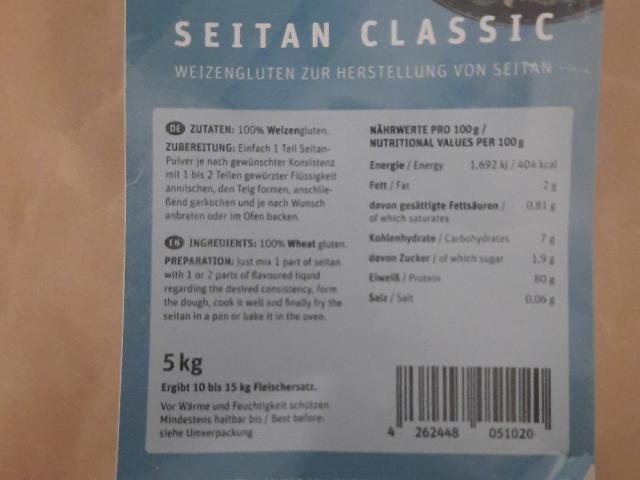 SEITAN CLASSIC
WEIZENGLUTEN ZUR HERSTELLUNG VON SEITAN
DE ZUTATEN: 100% Weizengluten.
ZUBEREITUNG: Einfach 1 Teil Seitan-
Pulver je nach gewünschter Konsistenz
mit 1 bis 2 Teilen gewürzter Flüssigkeit
anmischen, den Teig formen, anschlie-
ßend garkochen und je nach Wunsch
anbraten oder im Ofen backen.
EN INGREDIENTS: 100% Wheat gluten.
PREPARATION: Just mix 1 part of seitan
with 1 or 2 parts of flavoured liquid
regarding the desired consistency, form
the dough, cook it well and finally fry the
seitan in a pan or bake it in the oven.
5 kg
Ergibt 10 bis 15 kg Fleischersatz.
Vor Wärme und Feuchtigkeit schützen.
Mindestens haltbar bis / Best before:
siehe Umverpackung
NÄHRWERTE PRO 100 g /
NUTRITIONAL VALUES PER 100 g
Energie / Energy 1.692 kJ / 404 kcal
Fett / Fat 2 g
davon gesättigte Fettsäuren / 0,81 g
of which saturates
Kohlenhydrate / Carbohydrates 7 g
davon Zucker / of which sugar 1,9 g
Eiweiß / Protein 80 g
Salz / Salt 0,06 g
4 262448 051020